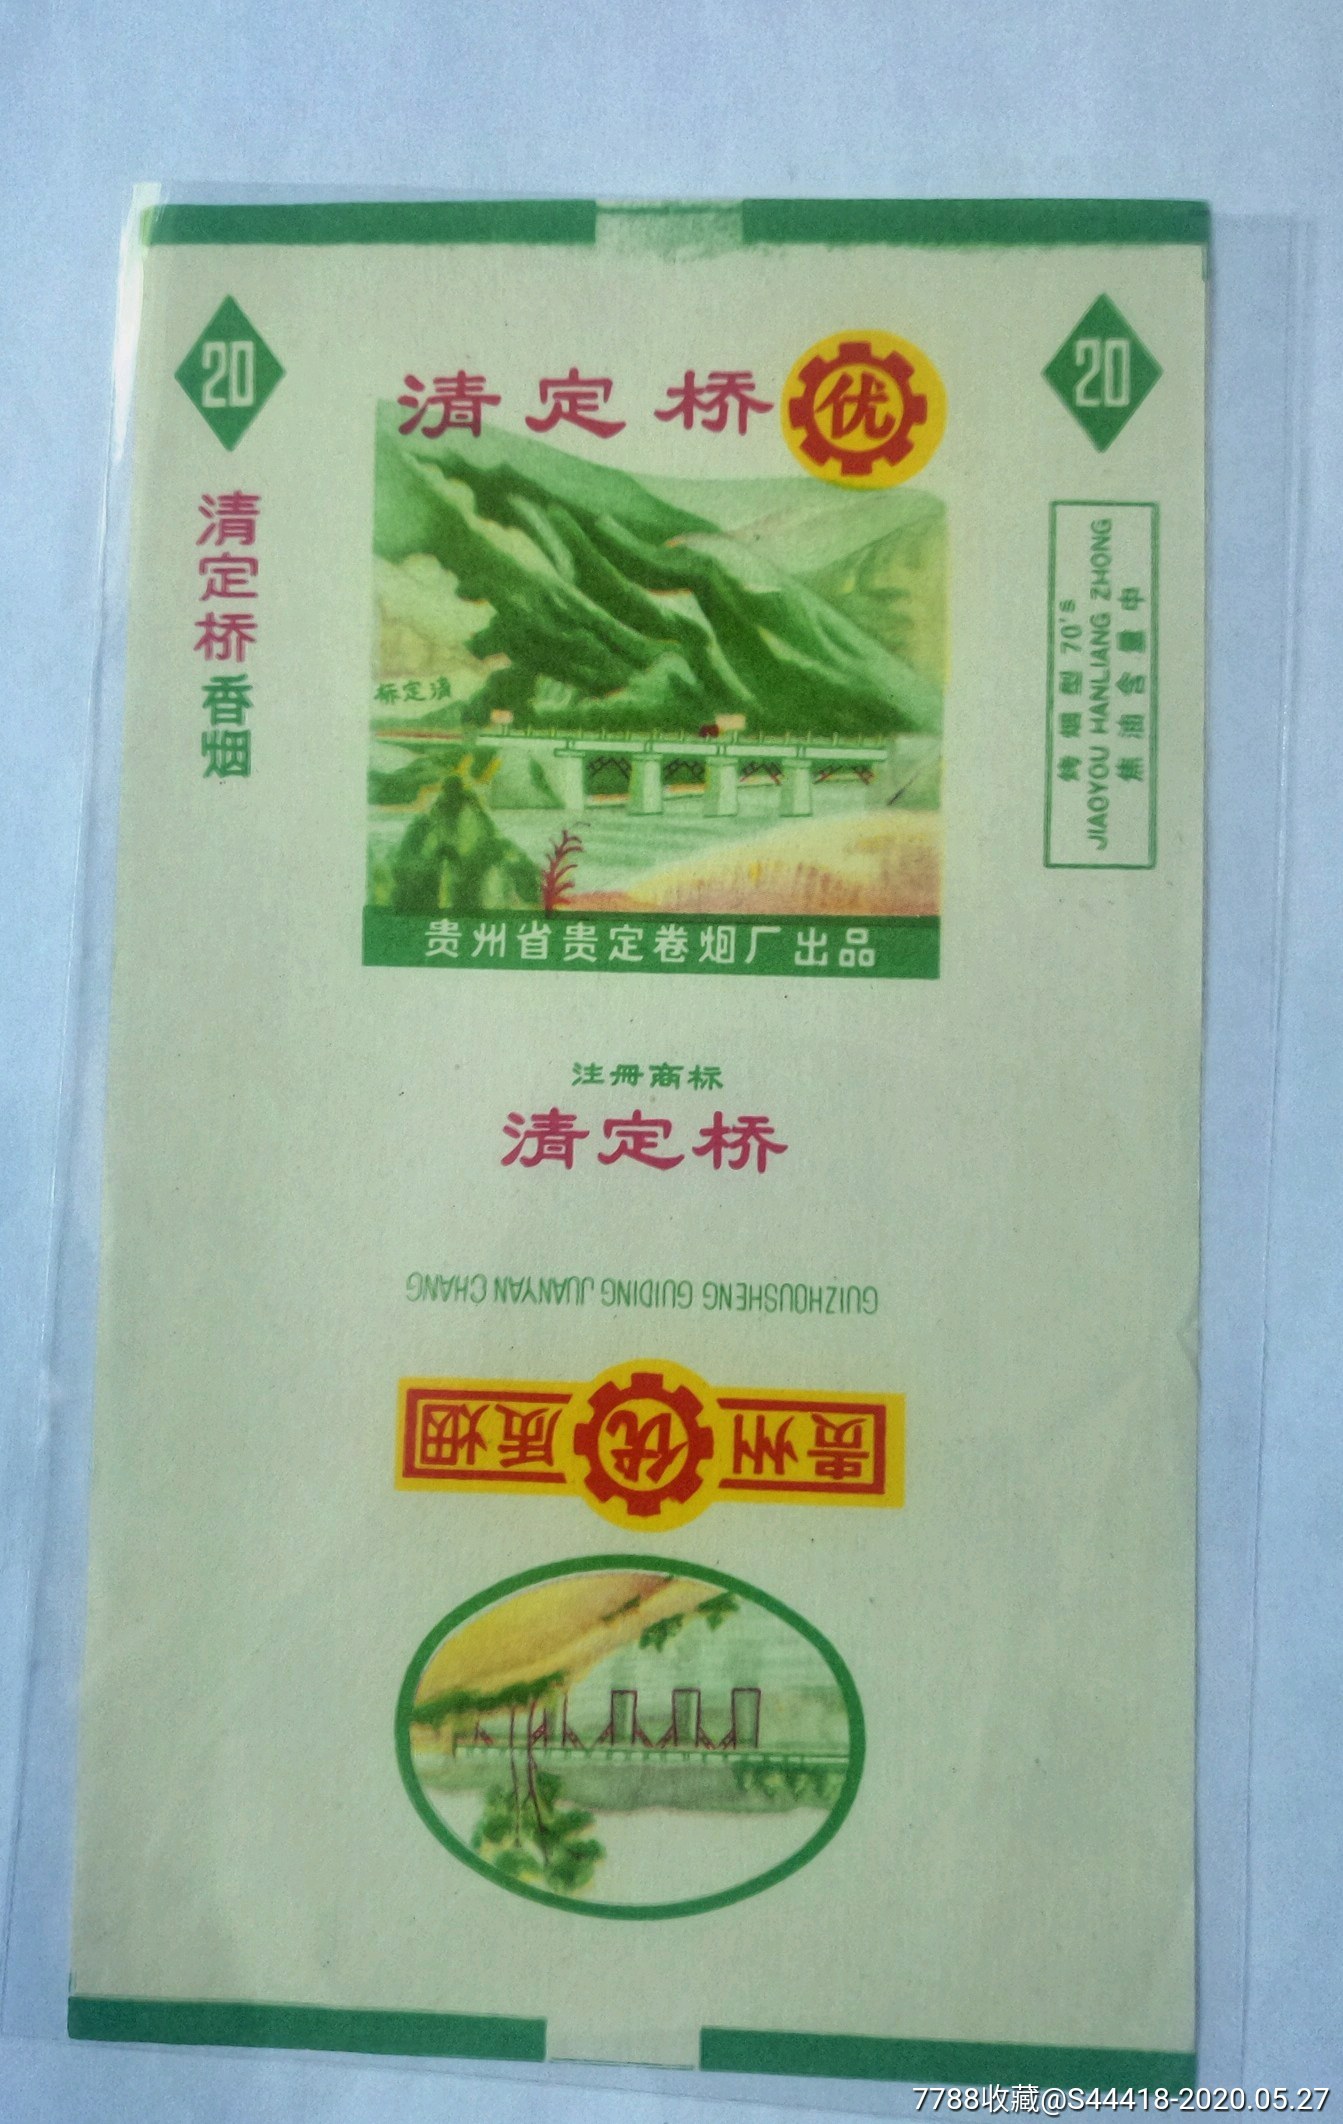 20
20
清定桥
优
清定桥香烟
桥定清
烤烟型 70's
JIAOYOU HANLIANG ZHONG
焦油含量中
贵州省贵定卷烟厂出品
注册商标
清定桥
GUIZHOUSHENG GUIDING JUANYAN CHANG
贵州优质烟
7788收藏@S44418-2020.05.27